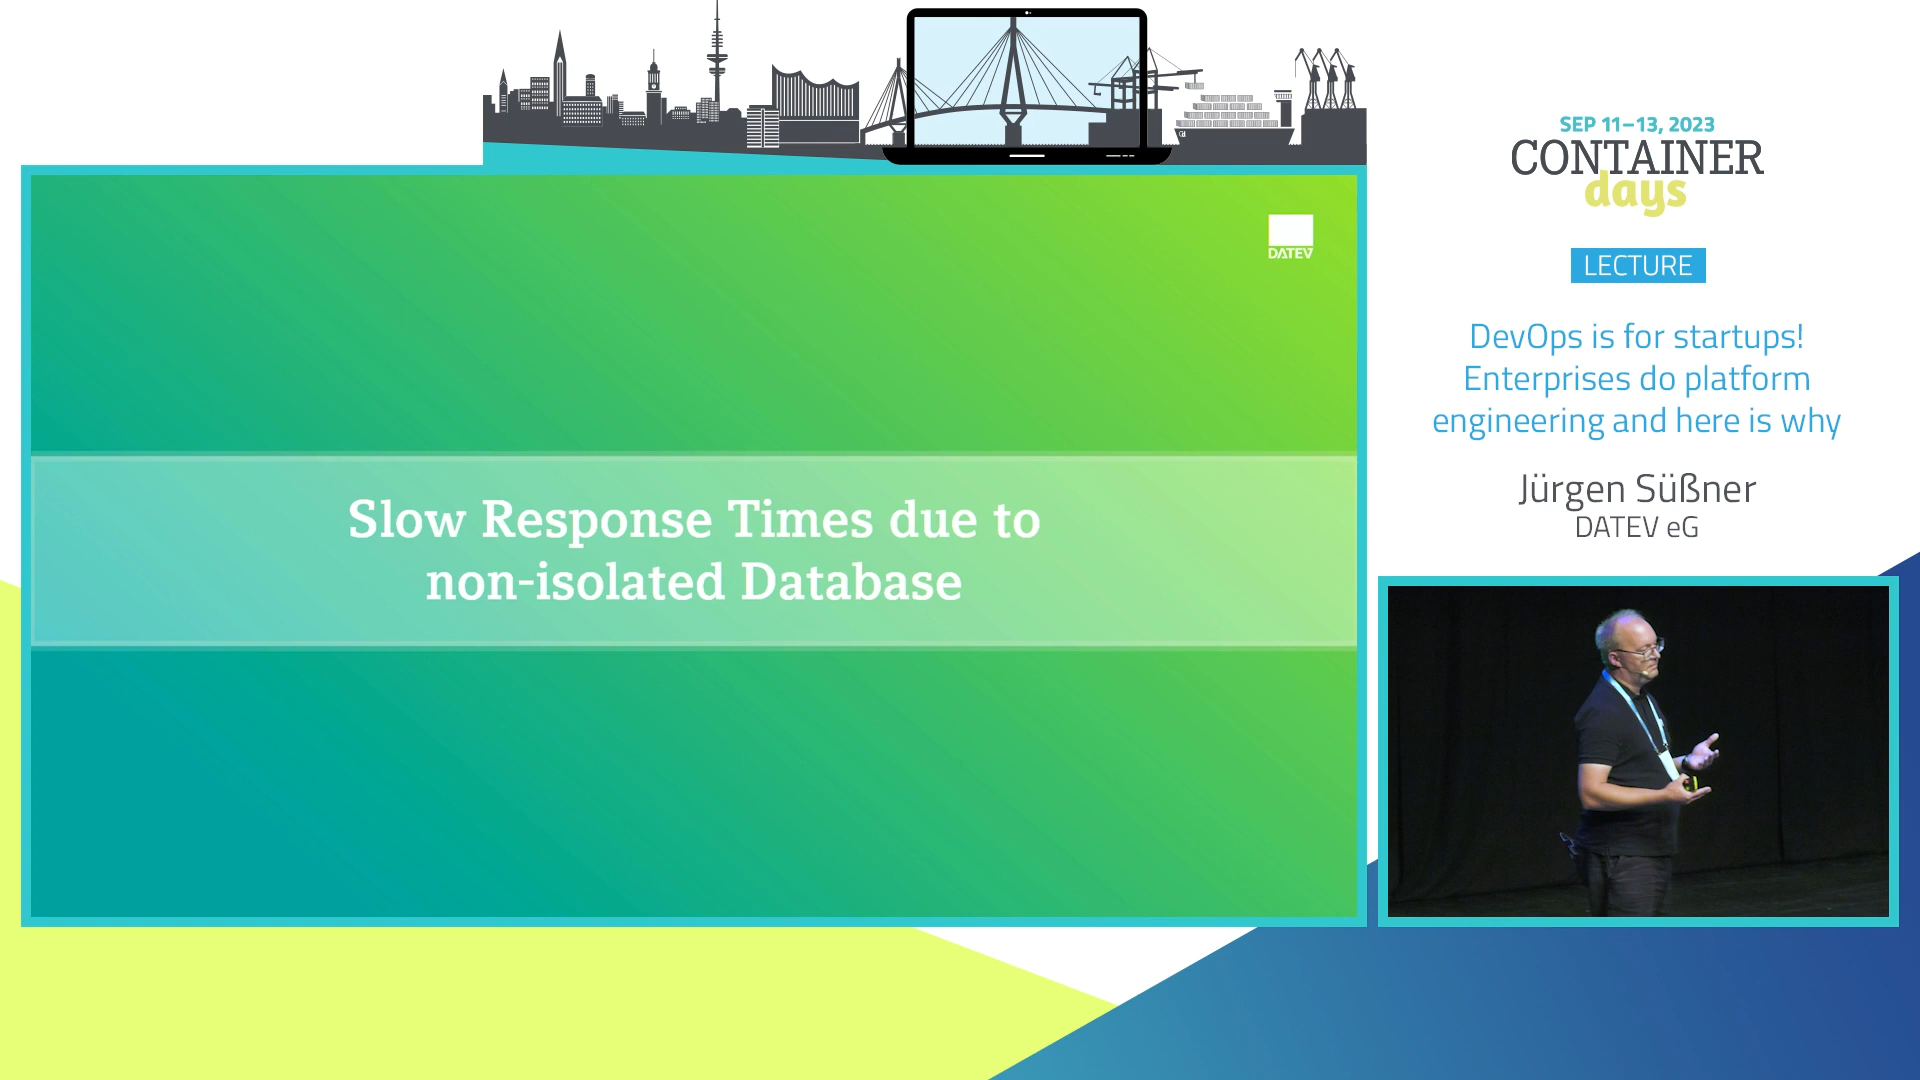 SEP 11–13, 2023
CONTAINER
days
LECTURE
DevOps is for startups!
Enterprises do platform
engineering and here is why
Jürgen Süßner
DATEV eG
DATEV
Slow Response Times due to
non-isolated Database